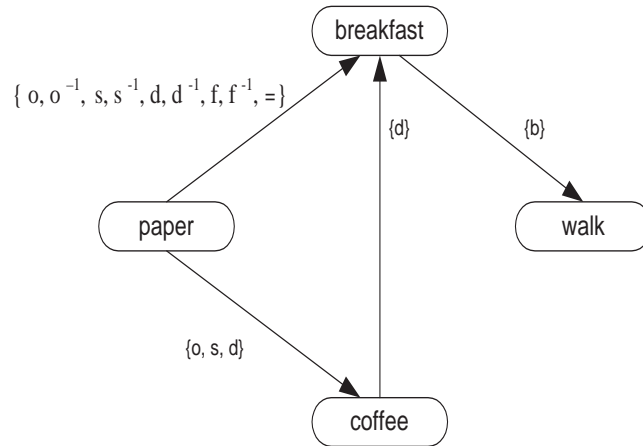 breakfast
{ o, o⁻¹, s, s⁻¹, d, d⁻¹, f, f⁻¹, =}
{d}
{b}
paper
walk
{o, s, d}
coffee